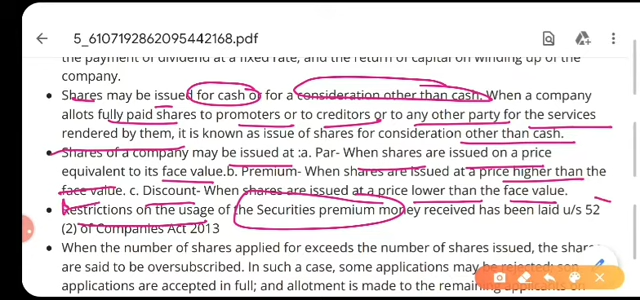 5_6107192862095442168.pdf
the payment of dividend at a fixed rate, and the return of capital on winding up of the
company.
• Shares may be issued for cash or for a consideration other than cash. When a company
allots fully paid shares to promoters or to creditors or to any other party for the services
rendered by them, it is known as issue of shares for consideration other than cash.
• Shares of a company may be issued at :a. Par- When shares are issued on a price
equivalent to its face value.b. Premium- When shares are issued at a price higher than the
face value. c. Discount- When shares are issued at a price lower than the face value.
• Restrictions on the usage of the Securities premium money received has been laid u/s 52
(2) of Companies Act 2013
• When the number of shares applied for exceeds the number of shares issued, the shares
are said to be oversubscribed. In such a case, some applications may be rejected; some
applications are accepted in full; and allotment is made to the remaining applicants on